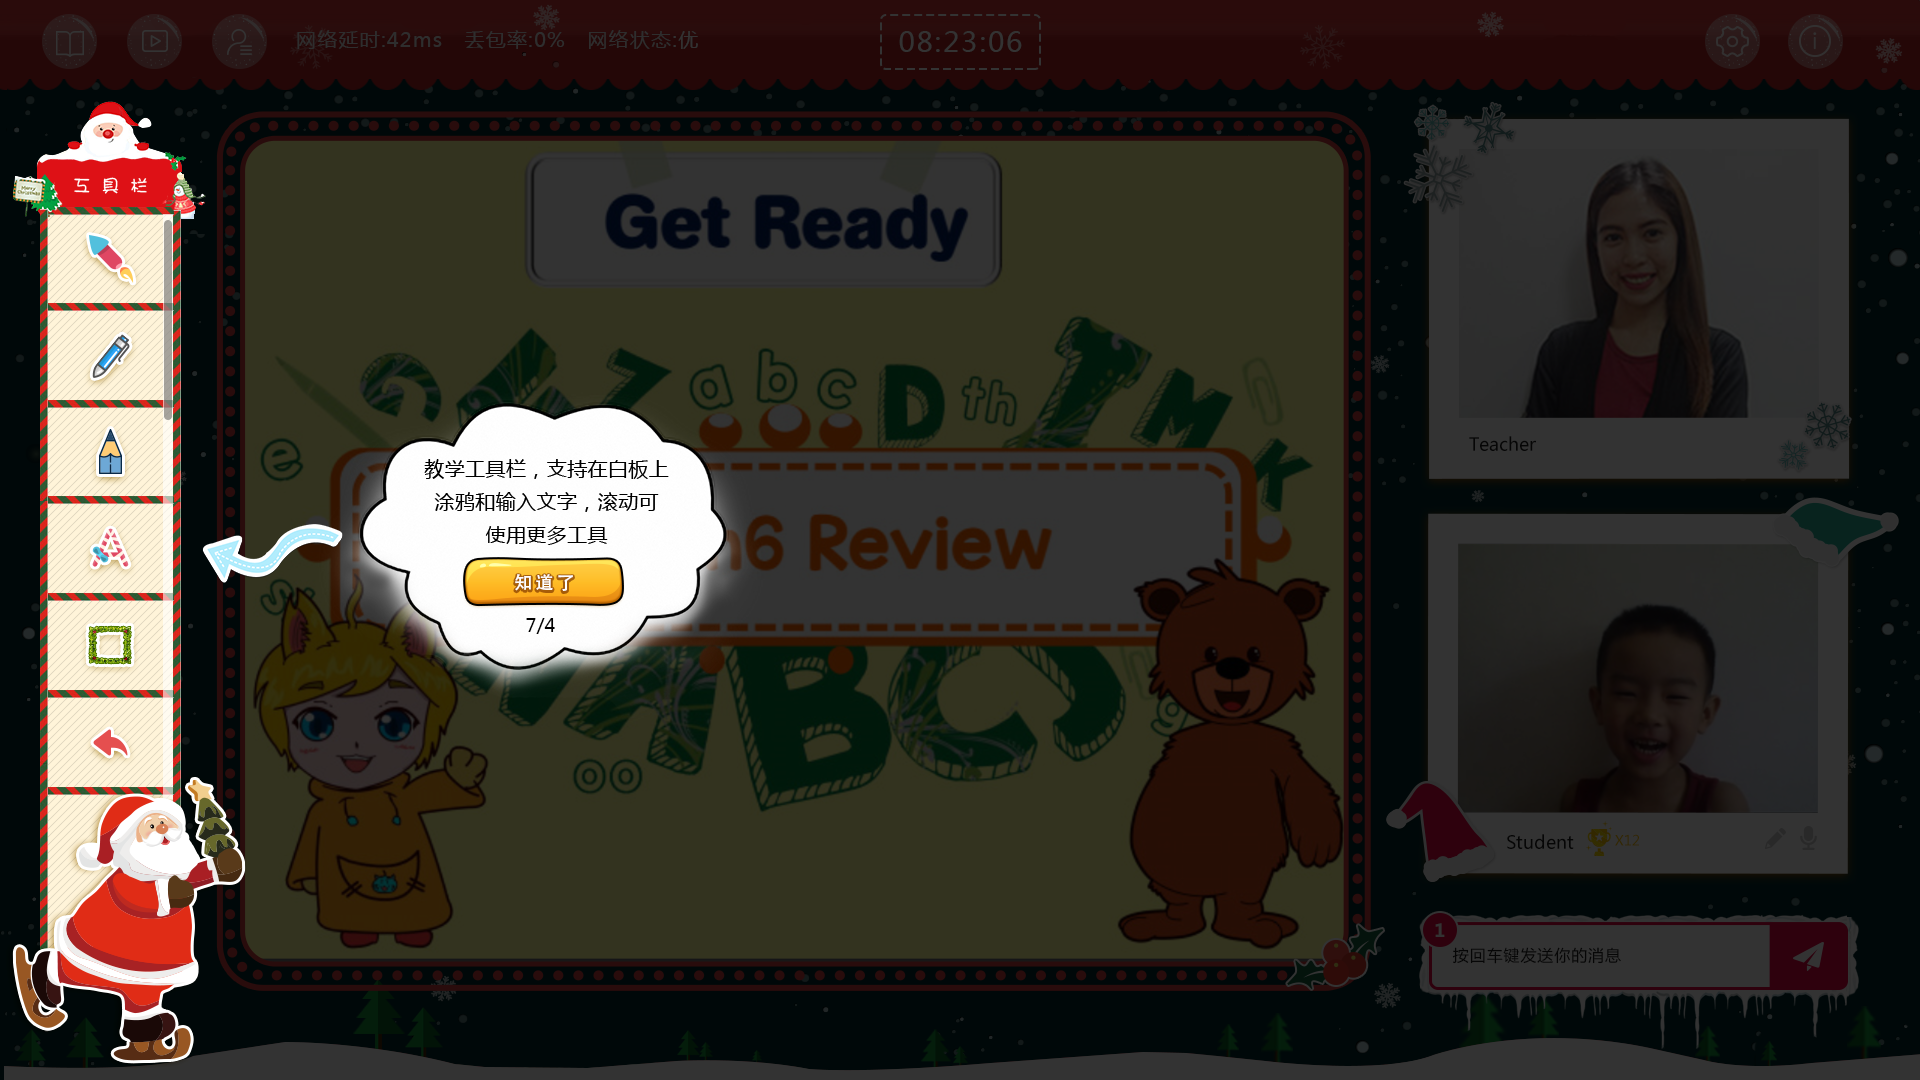 网络延时:42ms 丢包率:0% 网络状态:优
08:23:06
工具栏
Get Ready
Teacher
教学工具栏，支持在白板上
涂鸦和输入文字，滚动可
使用更多工具
知道了
7/4
6 Review
Student X12
1
按回车键发送你的消息